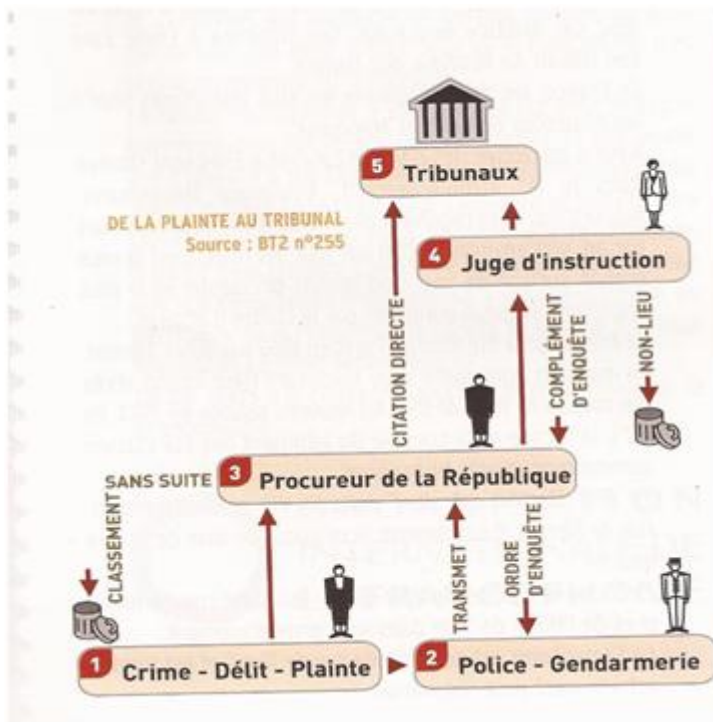 5 Tribunaux
DE LA PLAINTE AU TRIBUNAL
Source : BT2 n°255
4 Juge d'instruction
CITATION DIRECTE
COMPLÉMENT
D'ENQUÊTE
NON-LIEU
3 Procureur de la République
CLASSEMENT
SANS SUITE
TRANSMET
ORDRE
D'ENQUÊTE
1 Crime - Délit - Plainte
2 Police - Gendarmerie